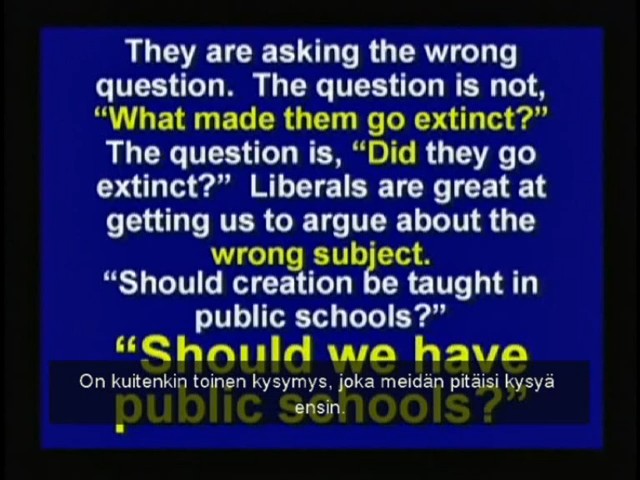 They are asking the wrong
question.  The question is not,
“What made them go extinct?”
The question is, “Did they go
extinct?”  Liberals are great at
getting us to argue about the
wrong subject.
“Should creation be taught in
public schools?”
“Should we have
public schools?”
On kuitenkin toinen kysymys, joka meidän pitäisi kysyä
ensin.